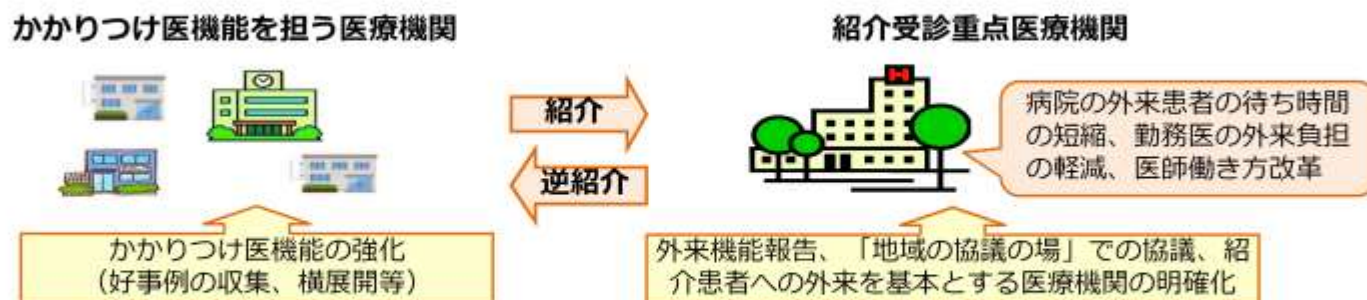 かかりつけ医機能を担う医療機関
紹介受診重点医療機関
紹介
逆紹介
病院の外来患者の待ち時間
の短縮、勤務医の外来負担
の軽減、医師働き方改革
かかりつけ医機能の強化
（好事例の収集、横展開等）
外来機能報告、「地域の協議の場」での協議、紹
介患者への外来を基本とする医療機関の明確化